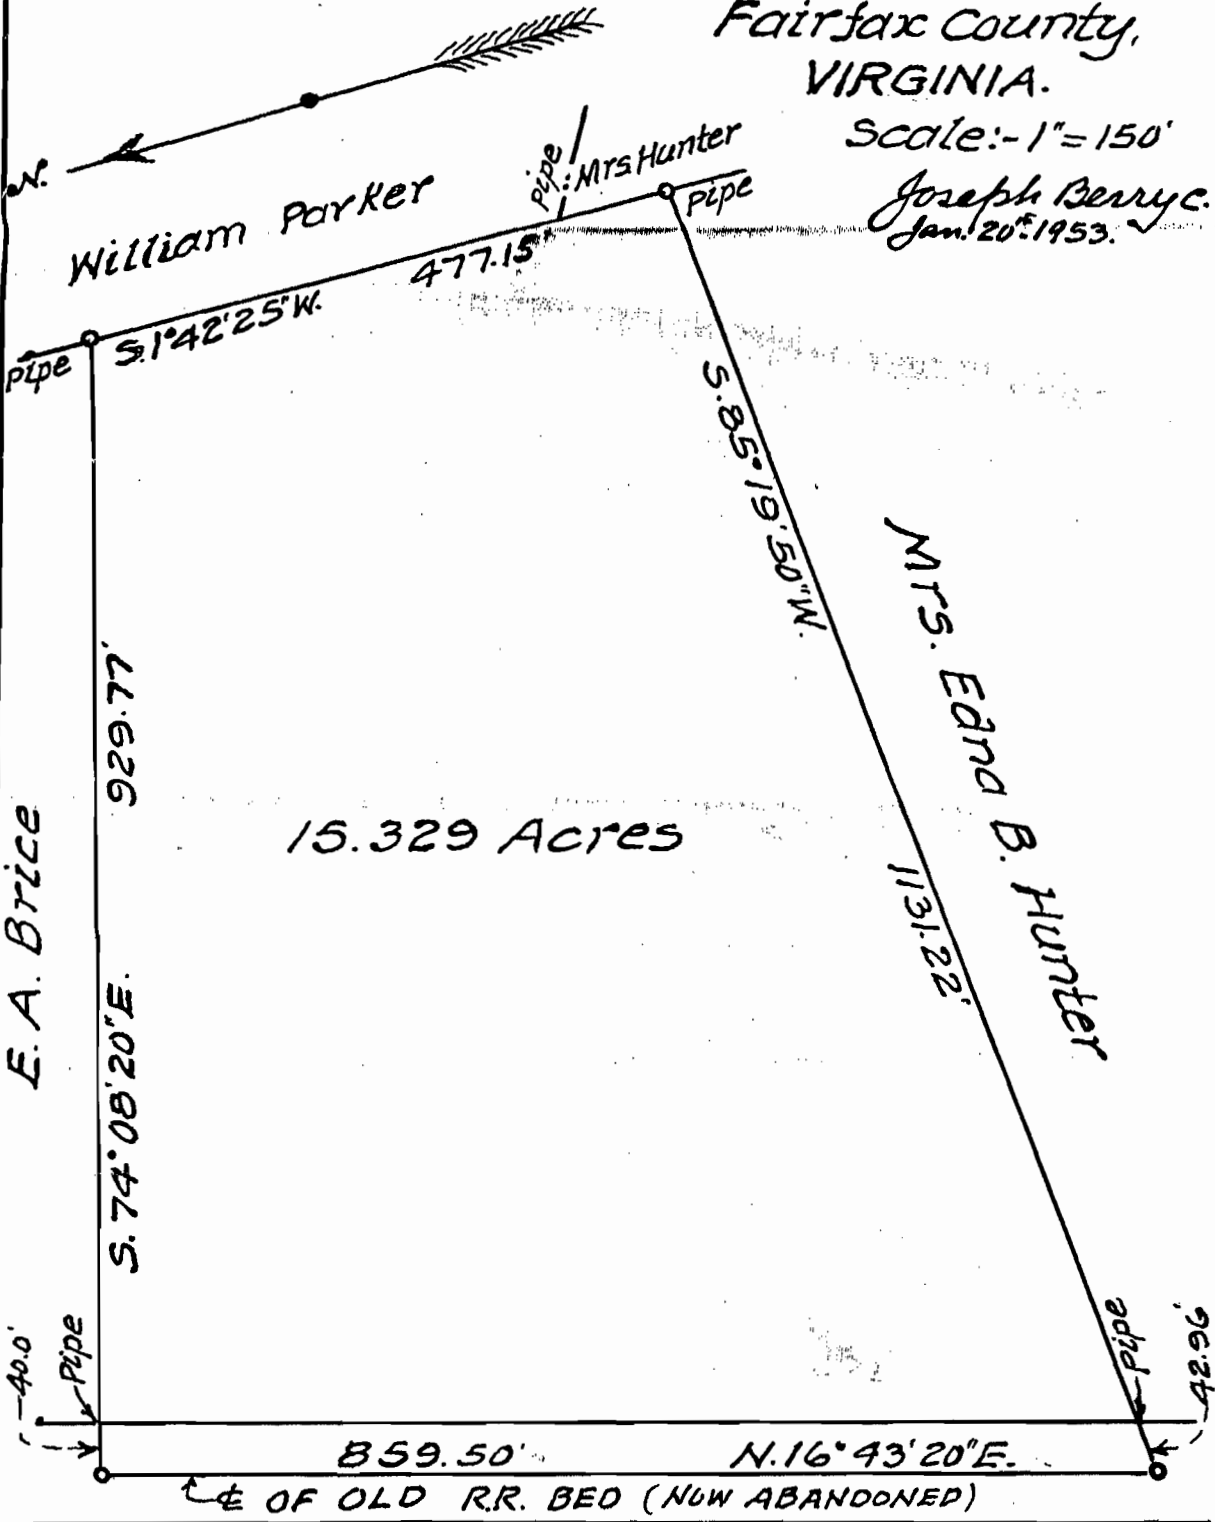 Fairfax County,
VIRGINIA.
Scale:- 1"= 150'
Joseph Berry c.
Jan. 20th 1953.
N.
William Parker
Pipe
Mrs. Hunter
Pipe
477.15'
S.1°42'25"W.
Pipe
S.85°19'50"W.
Mrs. Edna B. Hunter
929.77'
15.329 Acres
E. A. Brice
1131.22'
S.74°08'20"E.
40.0'
Pipe
Pipe
42.96'
859.50' N.16°43'20"E.
℄ OF OLD R.R. BED (NOW ABANDONED)